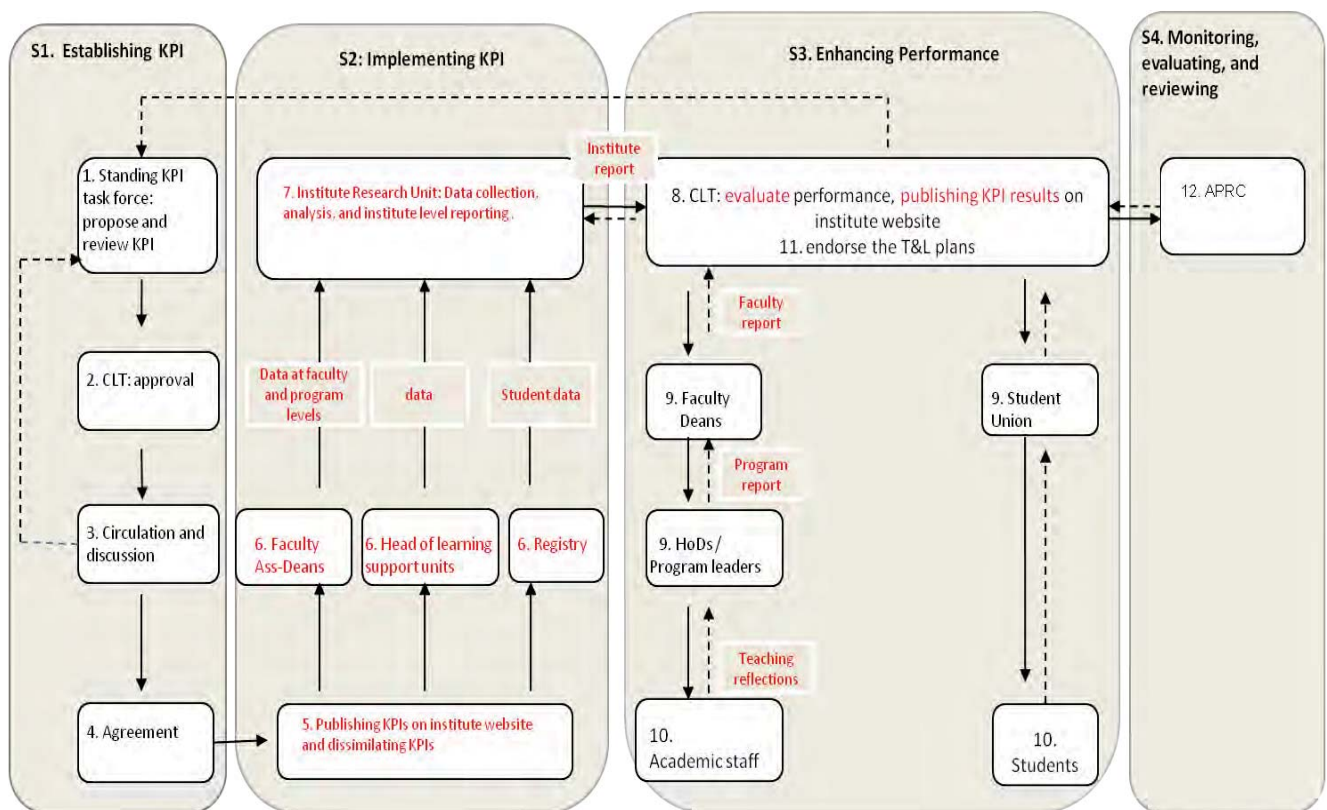 S1. Establishing KPI
1. Standing KPI
task force:
propose and
review KPI
2. CLT: approval
3. Circulation and
discussion
4. Agreement
S2: Implementing KPI
7. Institute Research Unit: Data collection,
analysis, and institute level reporting.
Data at faculty
and program
levels
data
Student data
6. Faculty
Ass-Deans
6. Head of learning
support units
6. Registry
5. Publishing KPIs on institute website
and dissimilating KPIs
Institute
report
S3. Enhancing Performance
8. CLT: evaluate performance, publishing KPI results on
institute website
11. endorse the T&L plans
Faculty
report
9. Faculty
Deans
Program
report
9. HoDs /
Program leaders
Teaching
reflections
10.
Academic staff
9. Student
Union
10.
Students
S4. Monitoring,
evaluating, and
reviewing
12. APRC